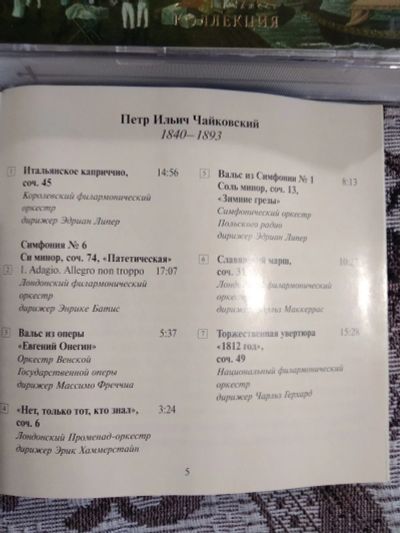 КОЛЛЕКЦИЯ
Петр Ильич Чайковский
1840–1893
1 Итальянское каприччио, 14:56
соч. 45
Королевский филармонический
оркестр
дирижер Эдриан Липер
Симфония № 6
Си минор, соч. 74, «Патетическая»
2 1. Adagio. Allegro non troppo 17:07
Лондонский филармонический
оркестр
дирижер Энрике Батис
3 Вальс из оперы 5:37
«Евгений Онегин»
Оркестр Венской
Государственной оперы
дирижер Массимо Фреччиа
4 «Нет, только тот, кто знал», 3:24
соч. 6
Лондонский Променад-оркестр
дирижер Эрик Хаммерстайн
5 Вальс из Симфонии № 1 8:13
Соль минор, соч. 13,
«Зимние грезы»
Симфонический оркестр
Польского радио
дирижер Эдриан Липер
6 марш,
соч. 31
филармонический
оркестр
Маккеррас
7 Торжественная увертюра 15:28
«1812 год»,
соч. 49
Национальный филармонический
оркестр
дирижер Чарльз Герхард
5